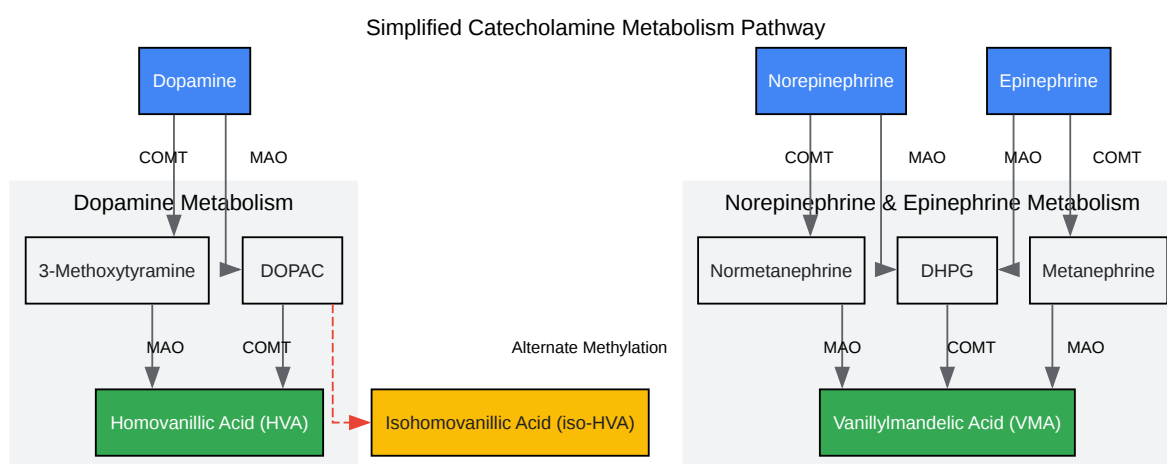 Simplified Catecholamine Metabolism Pathway
Dopamine
Norepinephrine
Epinephrine
COMT
MAO
COMT
MAO
MAO
COMT
Dopamine Metabolism
Norepinephrine & Epinephrine Metabolism
3-Methoxytyramine
DOPAC
Normetanephrine
DHPG
Metanephrine
MAO
COMT
Alternate Methylation
MAO
COMT
MAO
Homovanillic Acid (HVA)
Isohomovanillic Acid (iso-HVA)
Vanillylmandelic Acid (VMA)